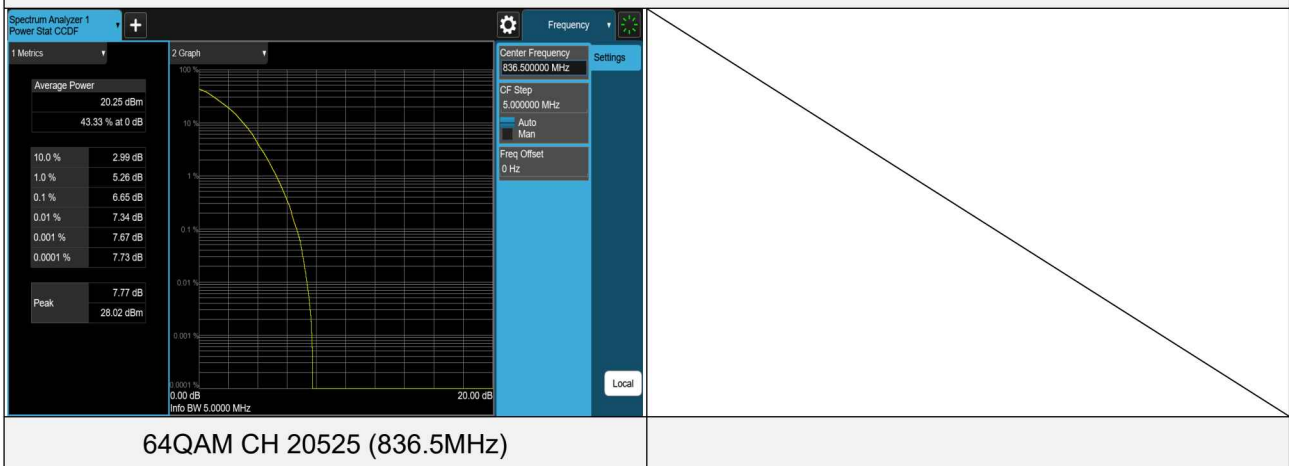 Spectrum Analyzer 1
Power Stat CCDF
+
Frequency
1 Metrics
2 Graph
Center Frequency
836.500000 MHz
Settings
CF Step
5.000000 MHz
Auto
Man
Freq Offset
0 Hz
Average Power
20.25 dBm
43.33 % at 0 dB
10.0 % 2.99 dB
1.0 % 5.26 dB
0.1 % 6.65 dB
0.01 % 7.34 dB
0.001 % 7.67 dB
0.0001 % 7.73 dB
Peak
7.77 dB
28.02 dBm
100 %
10 %
1 %
0.1 %
0.01 %
0.001 %
0.0001 %
0.00 dB 20.00 dB
Info BW 5.0000 MHz
Local
64QAM CH 20525 (836.5MHz)